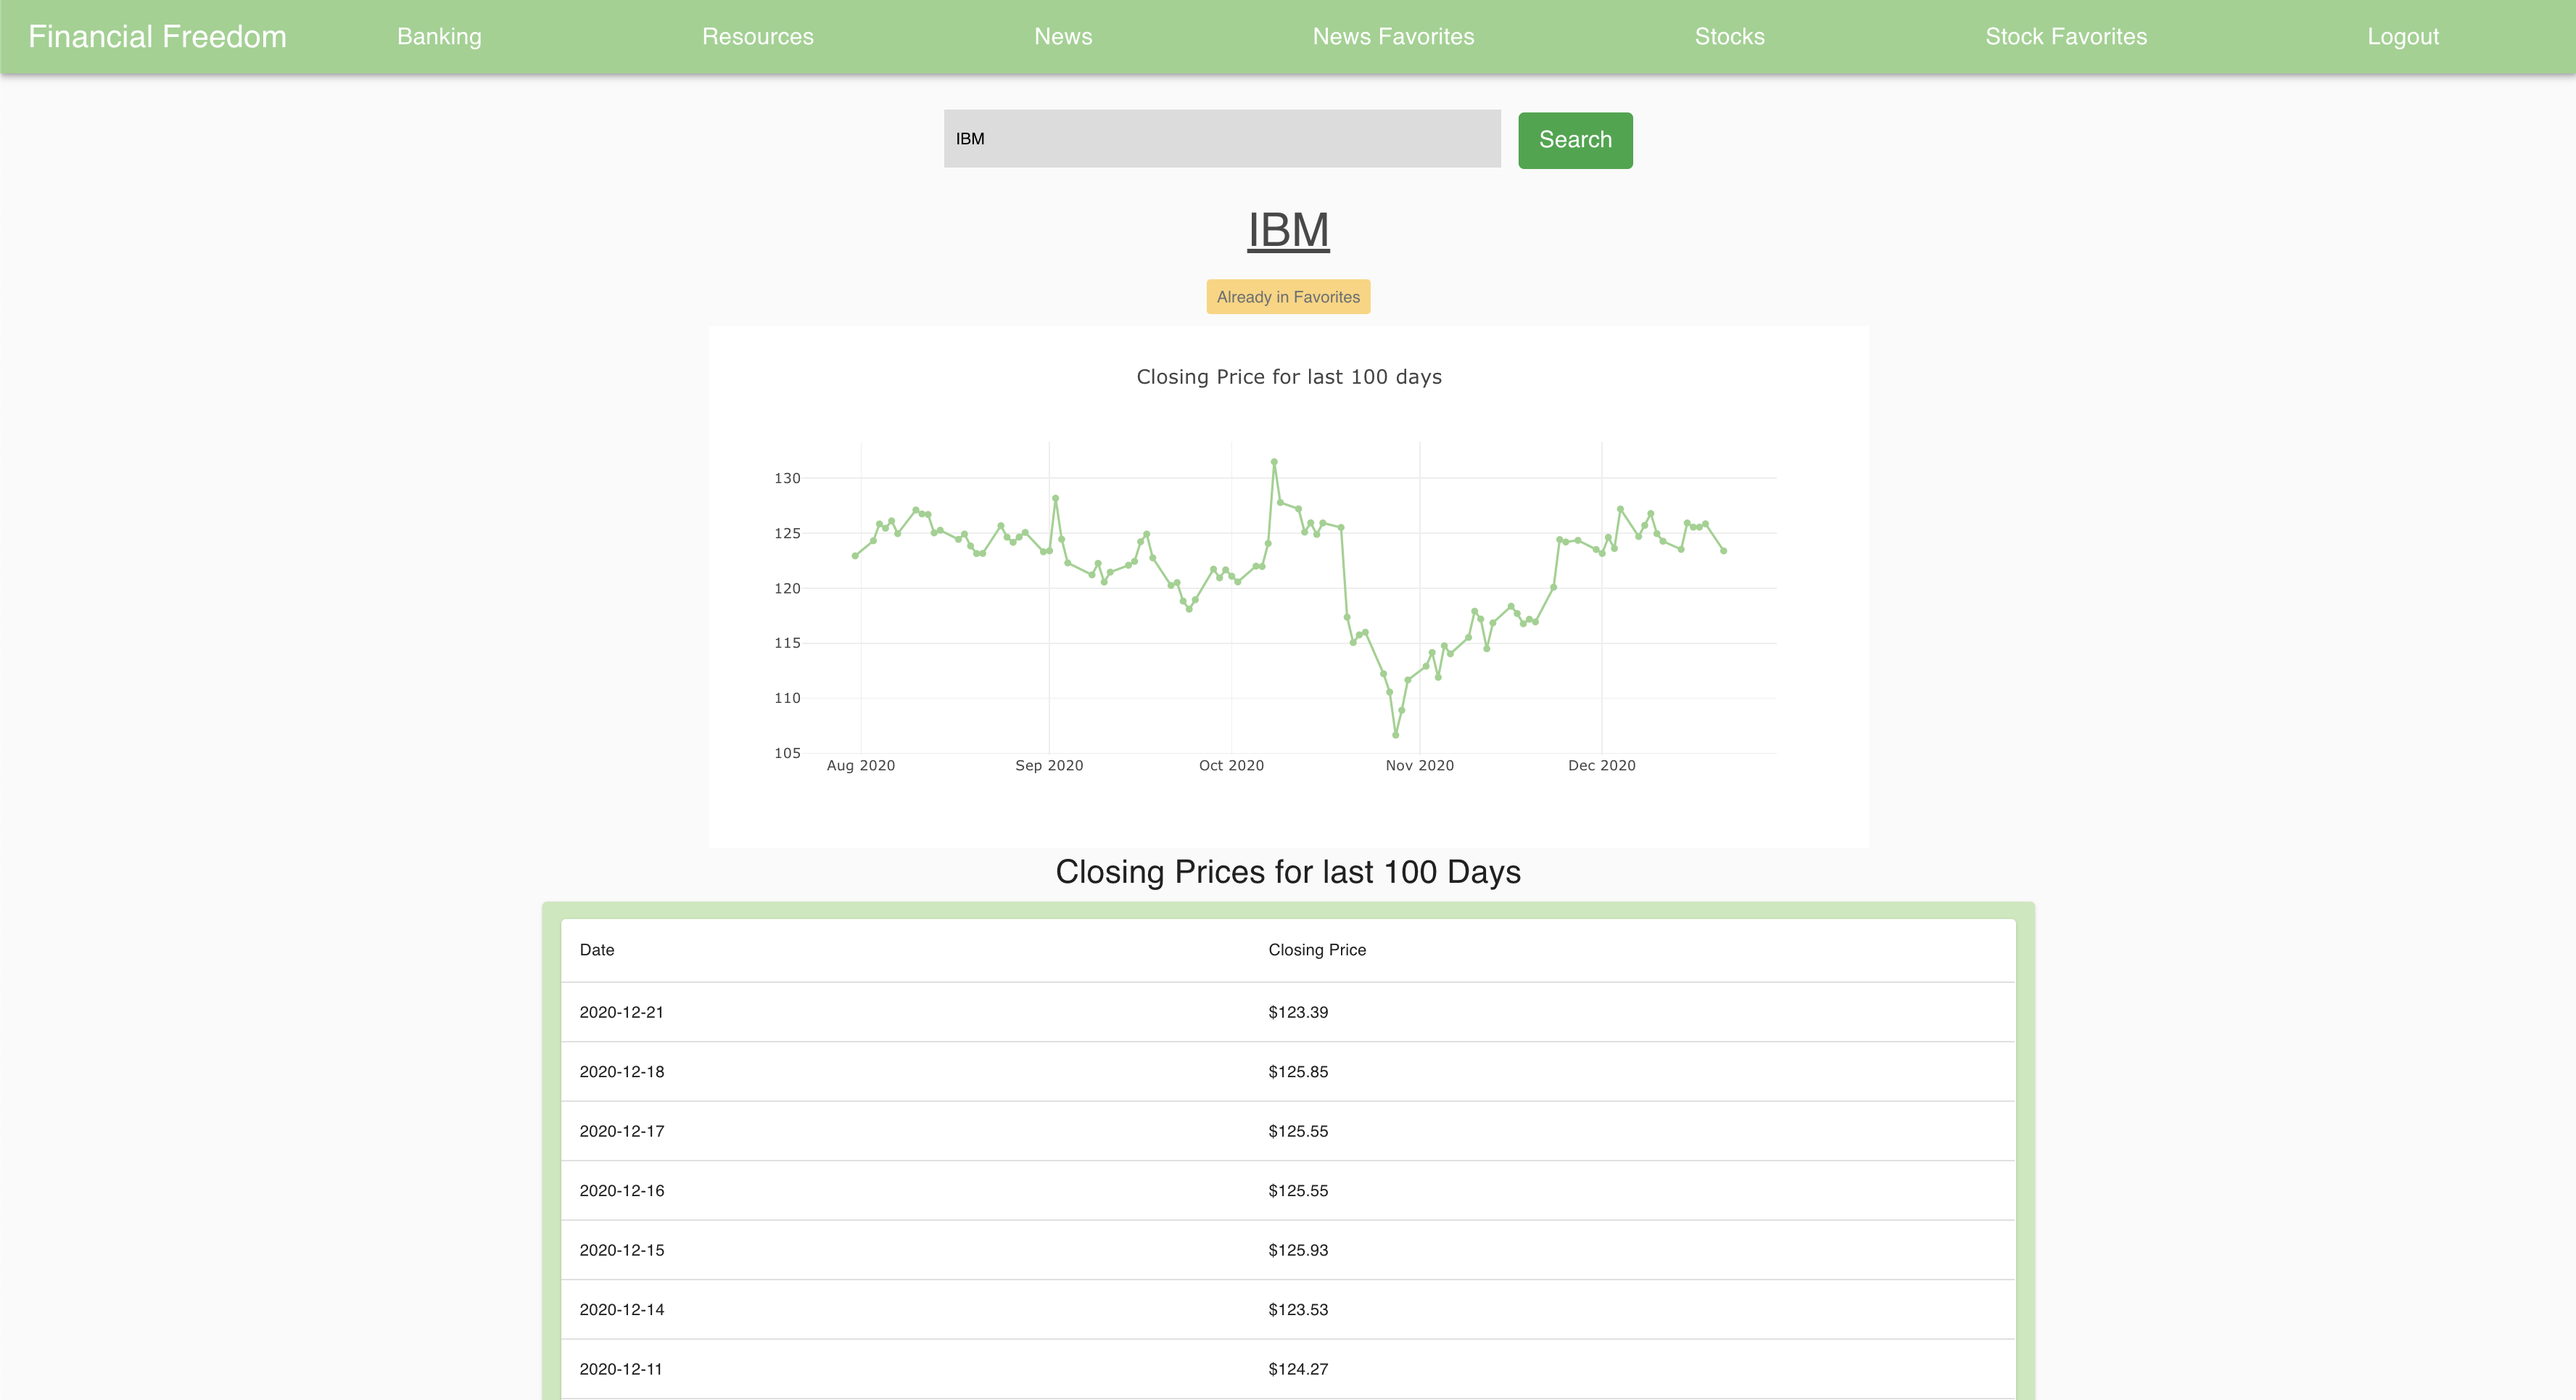 Financial Freedom Banking Resources News News Favorites Stocks Stock Favorites Logout
IBM Search
IBM
Already in Favorites
Closing Price for last 100 days
130
125
120
115
110
105
Aug 2020 Sep 2020 Oct 2020 Nov 2020 Dec 2020
Closing Prices for last 100 Days
Date Closing Price
2020-12-21 $123.39
2020-12-18 $125.85
2020-12-17 $125.55
2020-12-16 $125.55
2020-12-15 $125.93
2020-12-14 $123.53
2020-12-11 $124.27